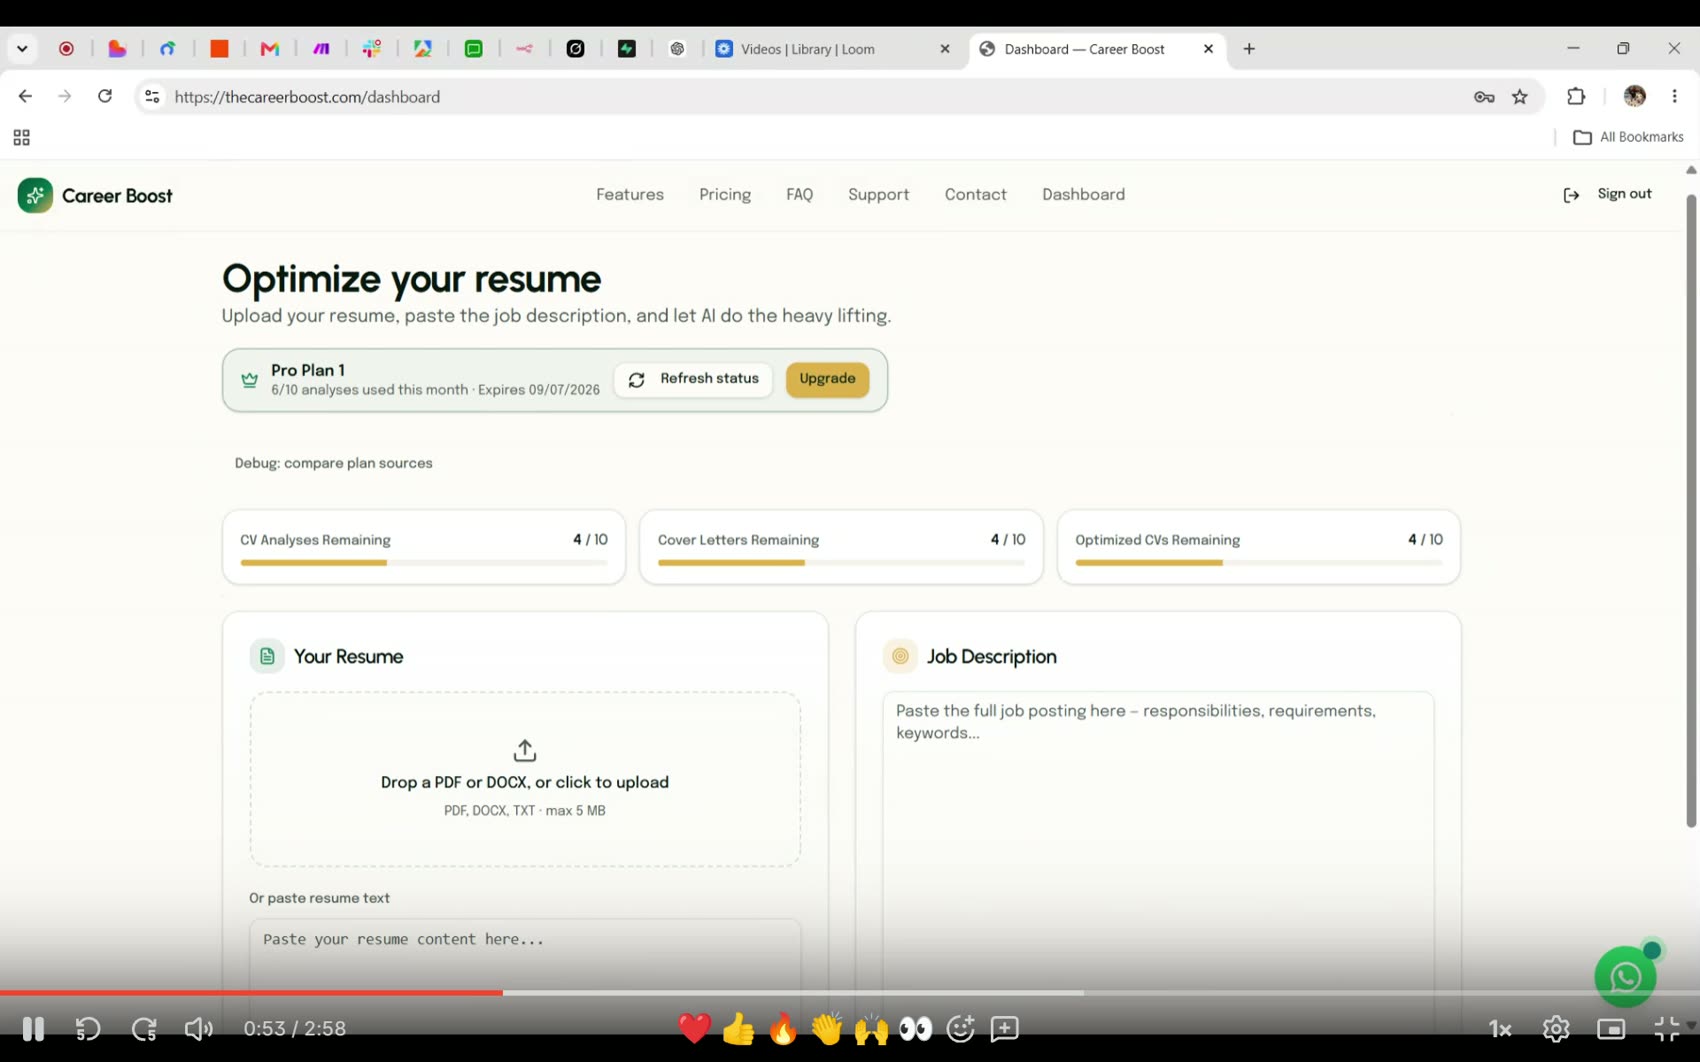 Videos | Library | Loom
Dashboard — Career Boost
https://thecareerboost.com/dashboard
All Bookmarks
Career Boost
Features
Pricing
FAQ
Support
Contact
Dashboard
Sign out
Optimize your resume
Upload your resume, paste the job description, and let AI do the heavy lifting.
Pro Plan 1
6/10 analyses used this month · Expires 09/07/2026
Refresh status
Upgrade
Debug: compare plan sources
CV Analyses Remaining 4 / 10
Cover Letters Remaining 4 / 10
Optimized CVs Remaining 4 / 10
Your Resume
Drop a PDF or DOCX, or click to upload
PDF, DOCX, TXT · max 5 MB
Or paste resume text
Paste your resume content here...
Job Description
Paste the full job posting here – responsibilities, requirements,
keywords...
5
5
0:53 / 2:58
1x